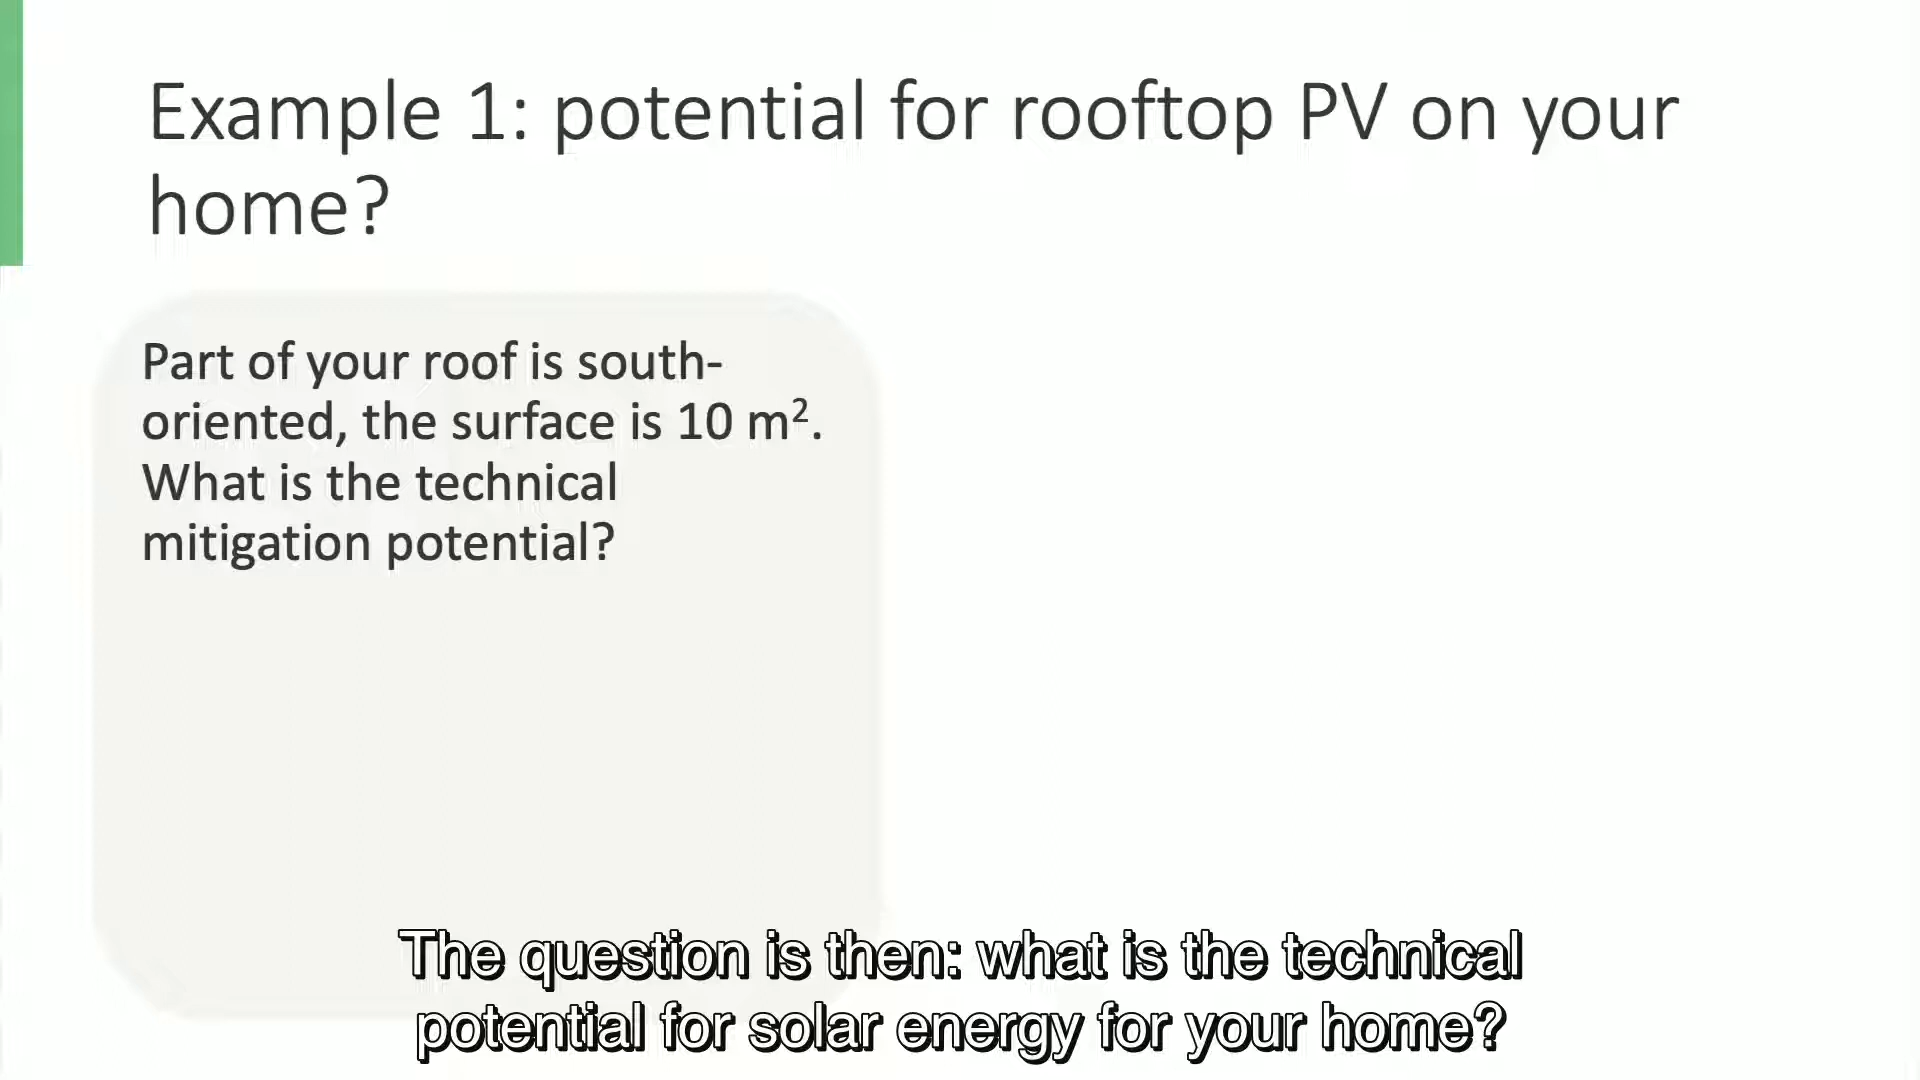 Example 1: potential for rooftop PV on your
home?
Part of your roof is south-
oriented, the surface is 10 m².
What is the technical
mitigation potential?
The question is then: what is the technical
potential for solar energy for your home?